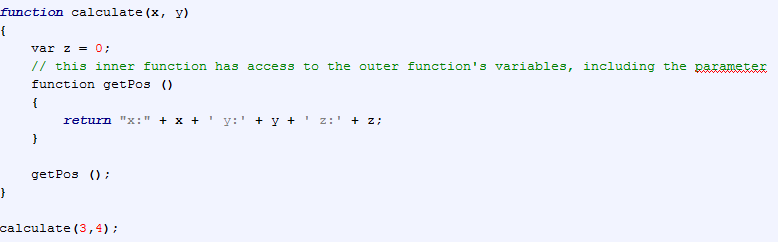 function calculate(x, y)
{
    var z = 0;
    // this inner function has access to the outer function's variables, including the parameter
    function getPos ()
    {
        return "x:" + x + ' y:' + y + ' z:' + z;
    }

    getPos ();
}

calculate(3,4);